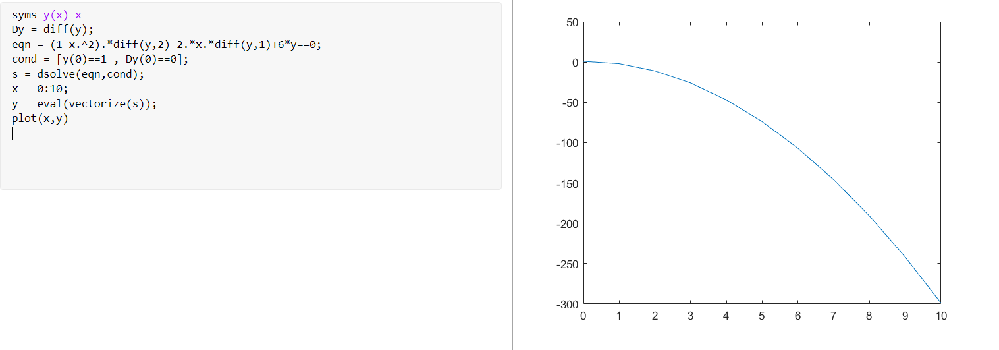 syms y(x) x
Dy = diff(y);
eqn = (1-x.^2).*diff(y,2)-2.*x.*diff(y,1)+6*y==0;
cond = [y(0)==1 , Dy(0)==0];
s = dsolve(eqn,cond);
x = 0:10;
y = eval(vectorize(s));
plot(x,y)
50
0
-50
-100
-150
-200
-250
-300
0 1 2 3 4 5 6 7 8 9 10